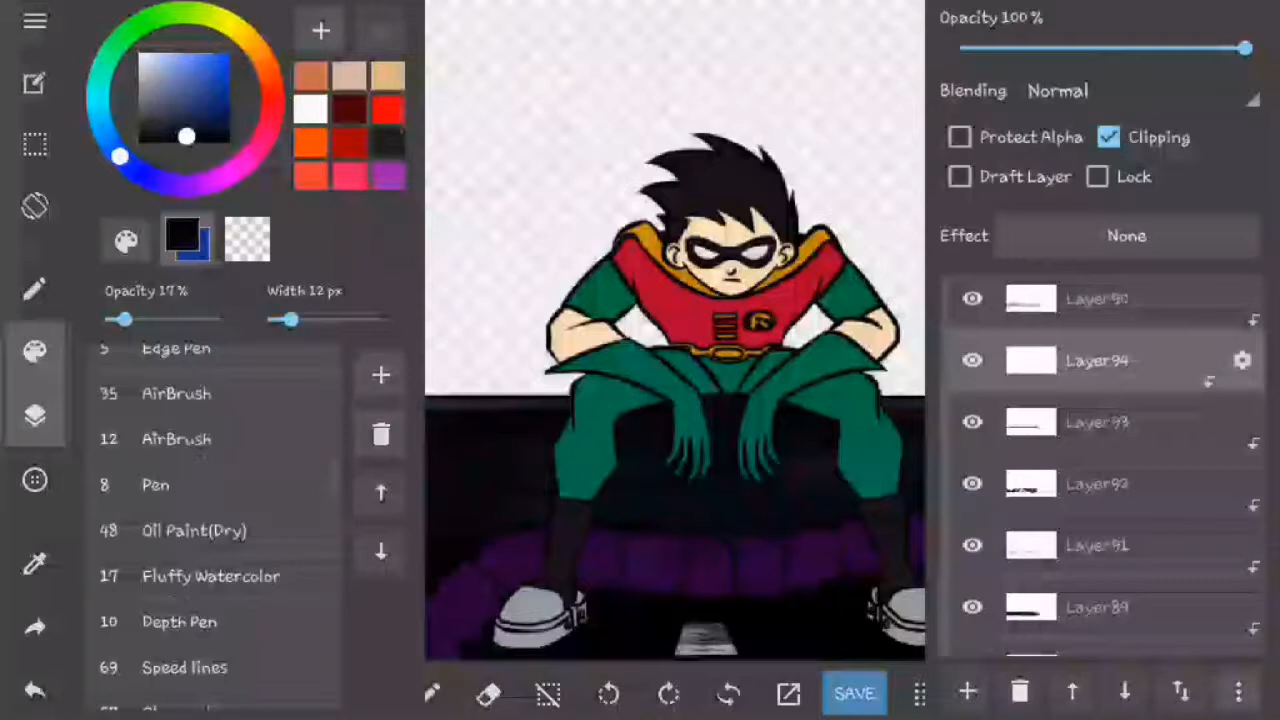 Opacity 17 %
Width 12 px
5 Edge Pen
35 AirBrush
12 AirBrush
8 Pen
48 Oil Paint(Dry)
17 Fluffy Watercolor
10 Depth Pen
69 Speed lines
R
SAVE
Opacity 100 %
Blending Normal
Protect Alpha
Clipping
Draft Layer
Lock
Effect None
Layer90
Layer94
Layer93
Layer92
Layer91
Layer89